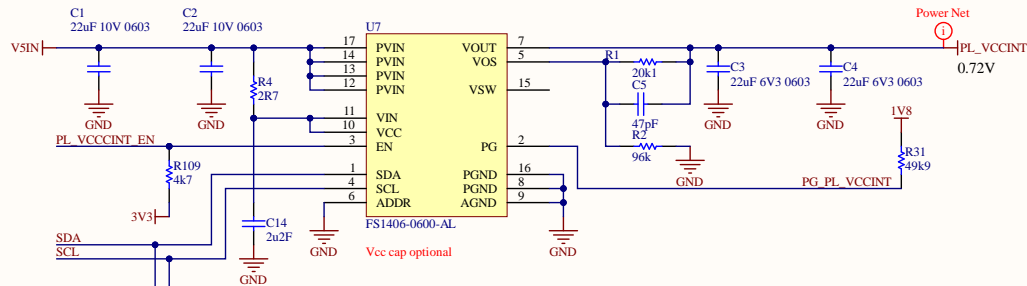 C1
22uF 10V 0603
C2
22uF 10V 0603
U7
Power Net
i
V5IN
17
PVIN
14
PVIN
13
PVIN
12
PVIN
VOUT
7
VOS
5
VSW
15
R1
20k1
C5
47pF
R2
96k
GND
C3
22uF 6V3 0603
C4
22uF 6V3 0603
GND
GND
PL_VCCINT
0.72V
GND
GND
R4
2R7
11
VIN
10
VCC
PL_VCCCINT_EN
3
EN
PG
2
1V8
R31
49k9
PG_PL_VCCINT
R109
4k7
3V3
1
SDA
4
SCL
6
ADDR
PGND
16
PGND
8
AGND
9
FS1406-0600-AL
C14
2u2F
GND
GND
GND
Vcc cap optional
SDA
SCL